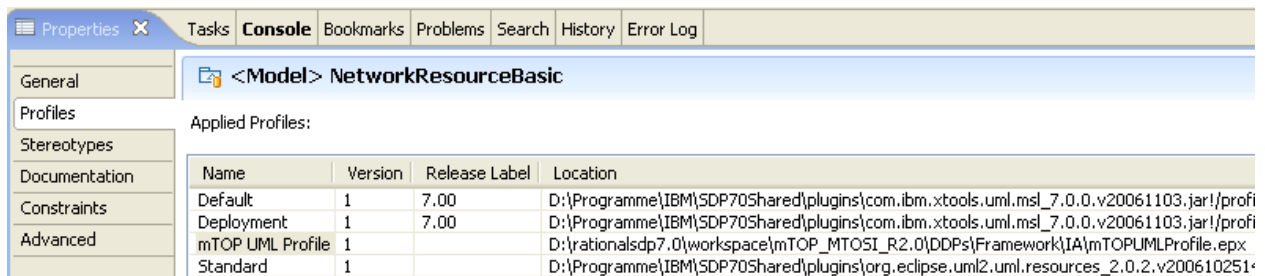 Properties Tasks Console Bookmarks Problems Search History Error Log
General
Profiles
Stereotypes
Documentation
Constraints
Advanced
<Model> NetworkResourceBasic
Applied Profiles:
Name Version Release Label Location
Default 1 7.00 D:\Programme\IBM\SDP70Shared\plugins\com.ibm.xtools.uml.msl_7.0.0.v20061103.jar!/profi
Deployment 1 7.00 D:\Programme\IBM\SDP70Shared\plugins\com.ibm.xtools.uml.msl_7.0.0.v20061103.jar!/profi
mTOP UML Profile 1 D:\rationalsdp7.0\workspace\mTOP_MTOSI_R2.0\DDPs\Framework\IA\mTOPUMLProfile.epx
Standard 1 D:\Programme\IBM\SDP70Shared\plugins\org.eclipse.uml2.uml.resources_2.0.2.v2006102514